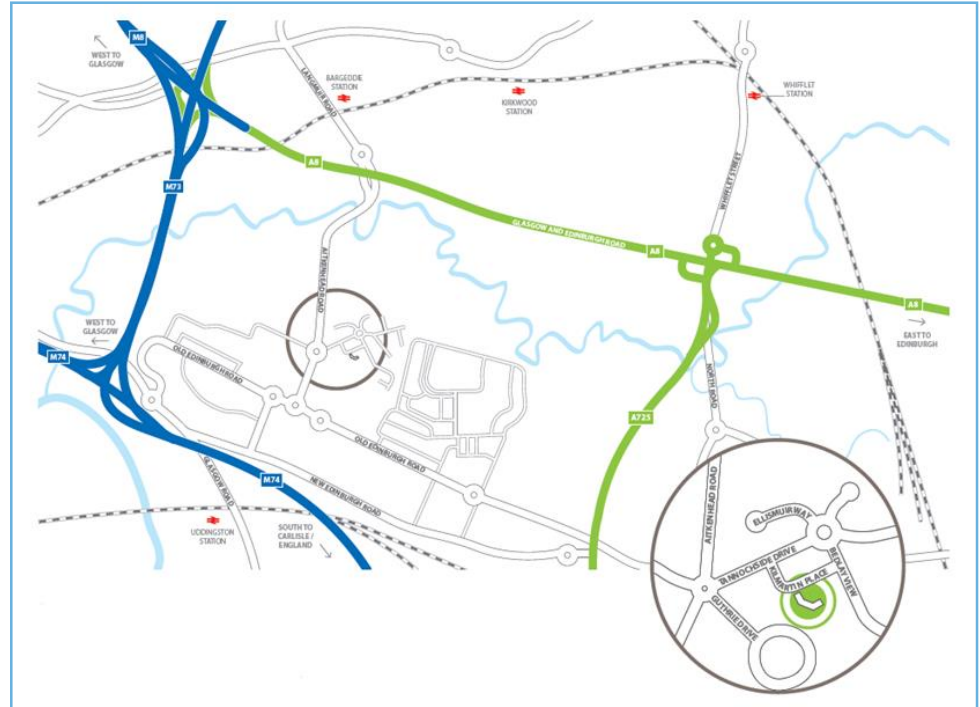 M8
WEST TO
GLASGOW
LANGMUIR ROAD
BARGEDDIE
STATION
KIRKWOOD
STATION
WHIFFLET
STATION
A8
M73
WHIFFLET STREET
GLASGOW AND EDINBURGH ROAD
A8
AITKENHEAD ROAD
A8
EAST TO
EDINBURGH
WEST TO
GLASGOW
M74
OLD EDINBURGH ROAD
NORTH ROAD
A725
OLD EDINBURGH ROAD
GLASGOW ROAD
M74
NEW EDINBURGH ROAD
UDDINGSTON
STATION
SOUTH TO
CARLISLE /
ENGLAND
AITKENHEAD ROAD
ELLISMUIR WAY
TANNOCHSIDE DRIVE
BEDLAY VIEW
KILMARTIN PLACE
GUTHRIE DRIVE